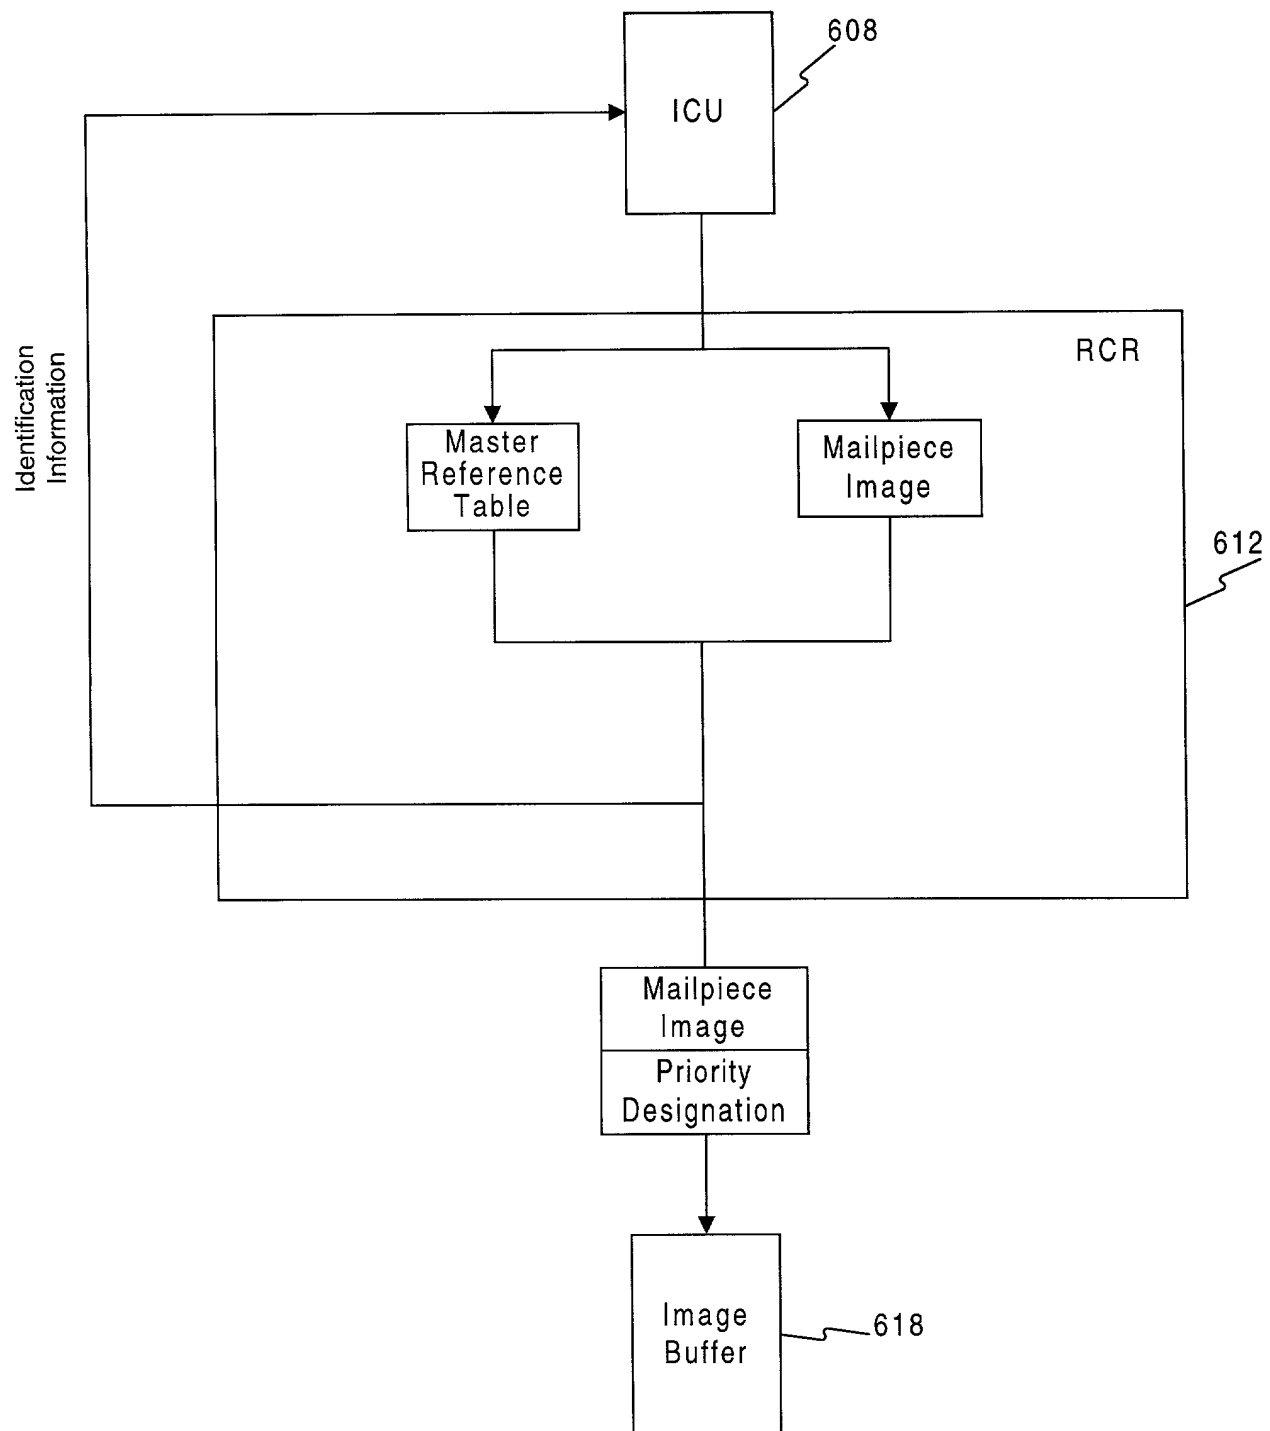 608
ICU
Identification
Information
RCR
Master
Reference
Table
Mailpiece
Image
612
Mailpiece
Image
Priority
Designation
Image
Buffer
618